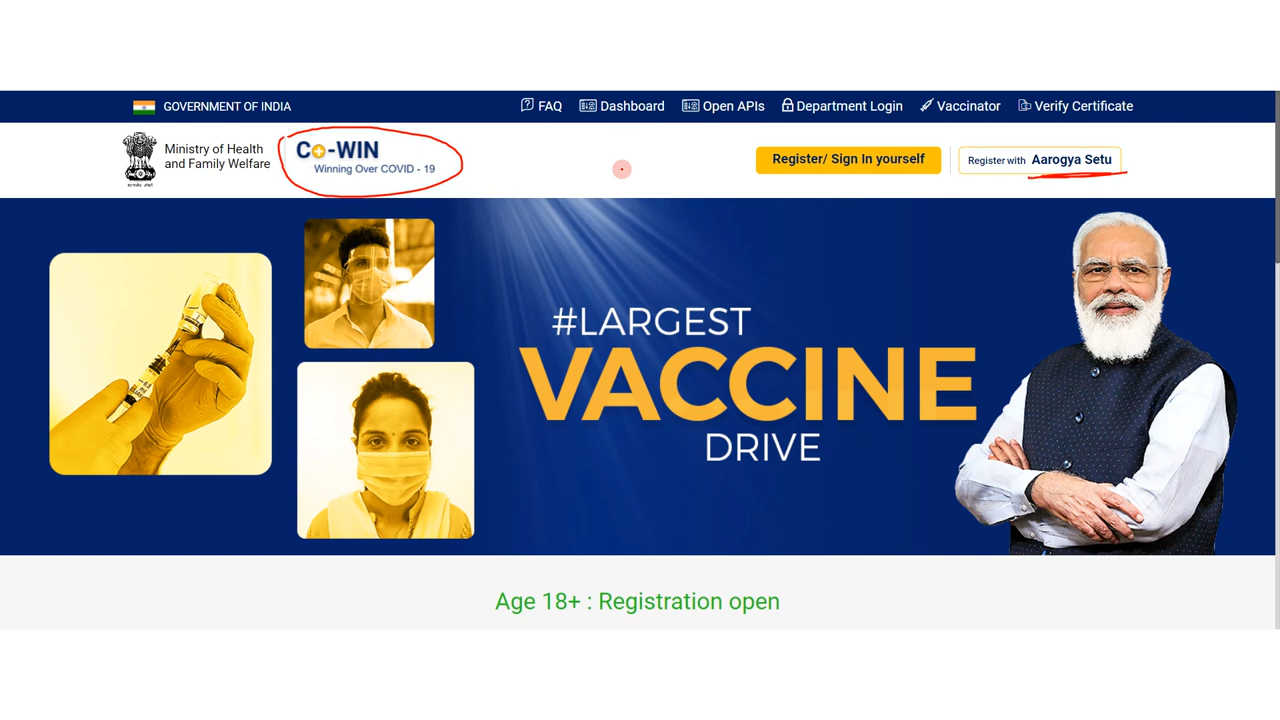 GOVERNMENT OF INDIA
FAQ Dashboard Open APIs Department Login Vaccinator Verify Certificate
Ministry of Health
and Family Welfare
Co-WIN
Winning Over COVID - 19
Register/ Sign In yourself
Register with Aarogya Setu
#LARGEST
VACCINE
DRIVE
Age 18+ : Registration open